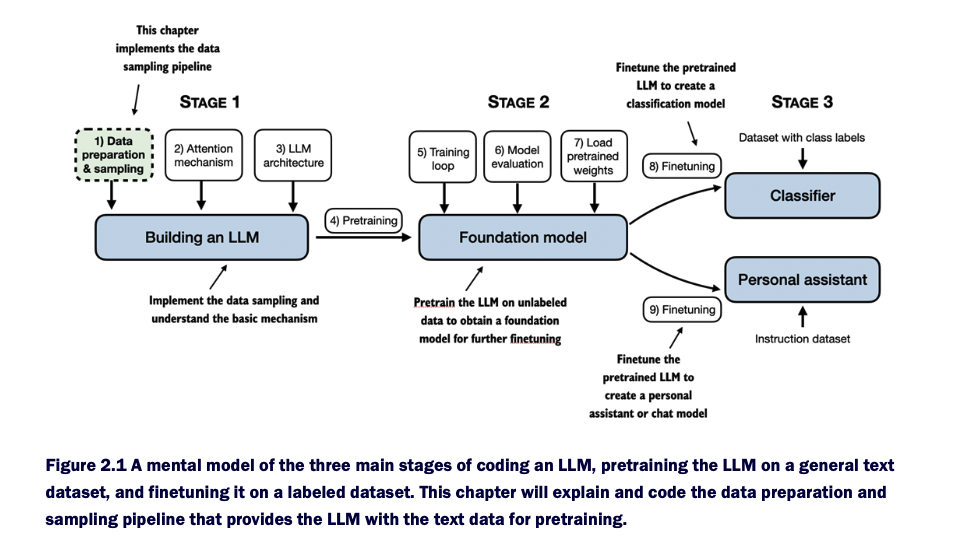 This chapter
implements the data
sampling pipeline
STAGE 1
1) Data
preparation
& sampling
2) Attention
mechanism
3) LLM
architecture
Building an LLM
Implement the data sampling and
understand the basic mechanism
4) Pretraining
STAGE 2
5) Training
loop
6) Model
evaluation
7) Load
pretrained
weights
Foundation model
Pretrain the LLM on unlabeled
data to obtain a foundation
model for further finetuning
Finetune the pretrained
LLM to create a
classification model
8) Finetuning
STAGE 3
Dataset with class labels
Classifier
Personal assistant
Instruction dataset
9) Finetuning
Finetune the
pretrained LLM to
create a personal
assistant or chat model
Figure 2.1 A mental model of the three main stages of coding an LLM, pretraining the LLM on a general text
dataset, and finetuning it on a labeled dataset. This chapter will explain and code the data preparation and
sampling pipeline that provides the LLM with the text data for pretraining.